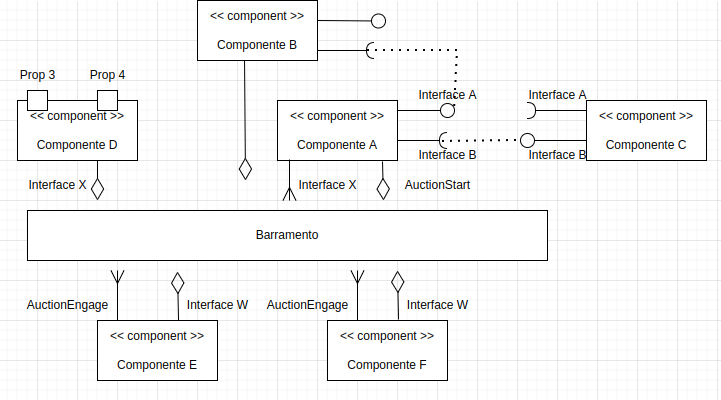 << component >>
Componente B
Prop 3
Prop 4
<< component >>
Componente D
<< component >>
Componente A
Interface A
Interface B
Interface A
Interface B
<< component >>
Componente C
Interface X
Interface X
AuctionStart
Barramento
AuctionEngage
Interface W
AuctionEngage
Interface W
<< component >>
Componente E
<< component >>
Componente F